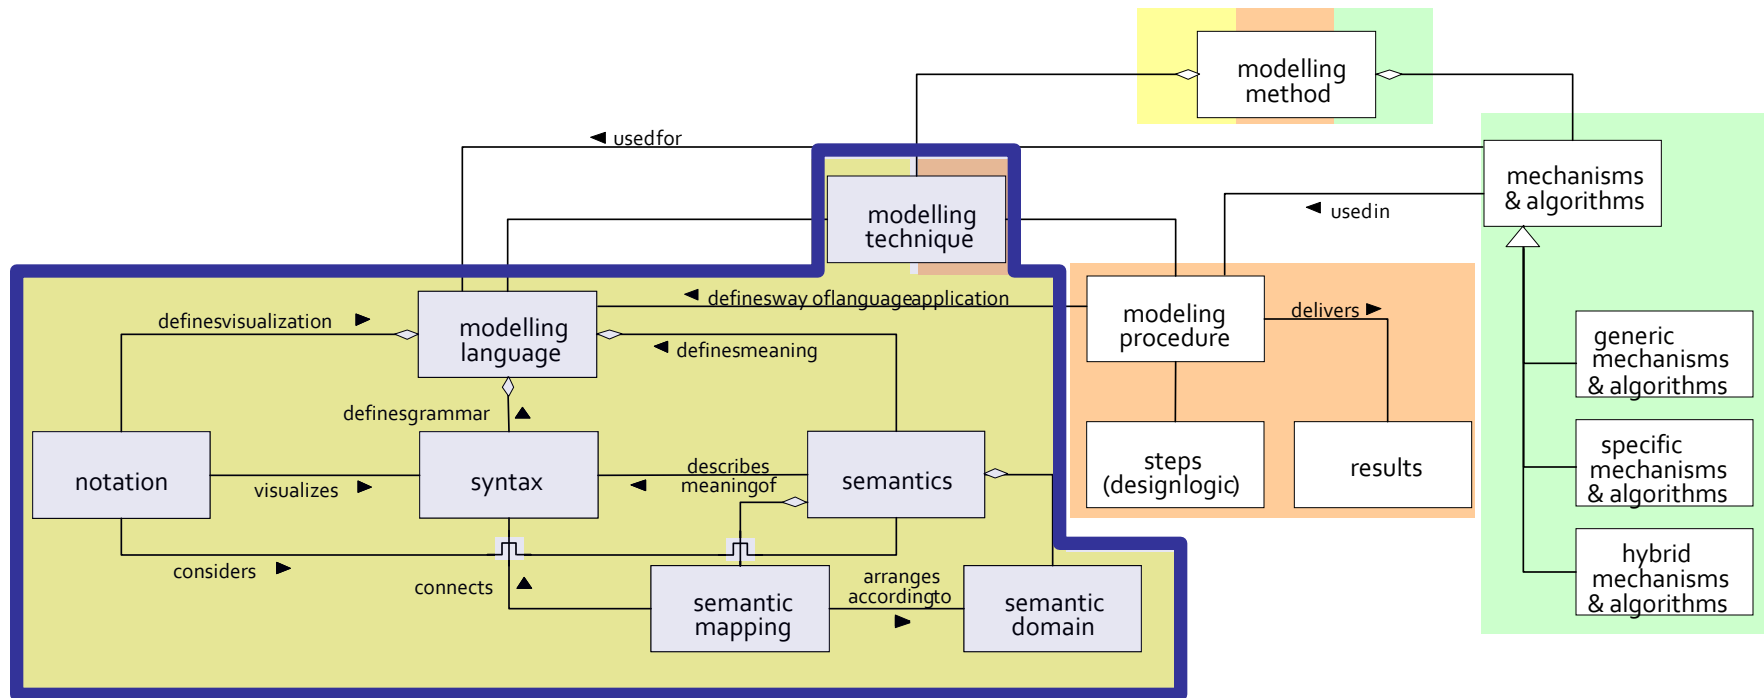 modelling
method
usedfor
mechanisms
& algorithms
modelling
technique
usedin
definesway oflanguageapplication
modeling
procedure
delivers
definesvisualization
modelling
language
definesmeaning
generic
mechanisms
& algorithms
definesgrammar
notation
visualizes
syntax
describes
meaningof
semantics
steps
(designlogic)
results
specific
mechanisms
& algorithms
considers
connects
semantic
mapping
arranges
accordingto
semantic
domain
hybrid
mechanisms
& algorithms